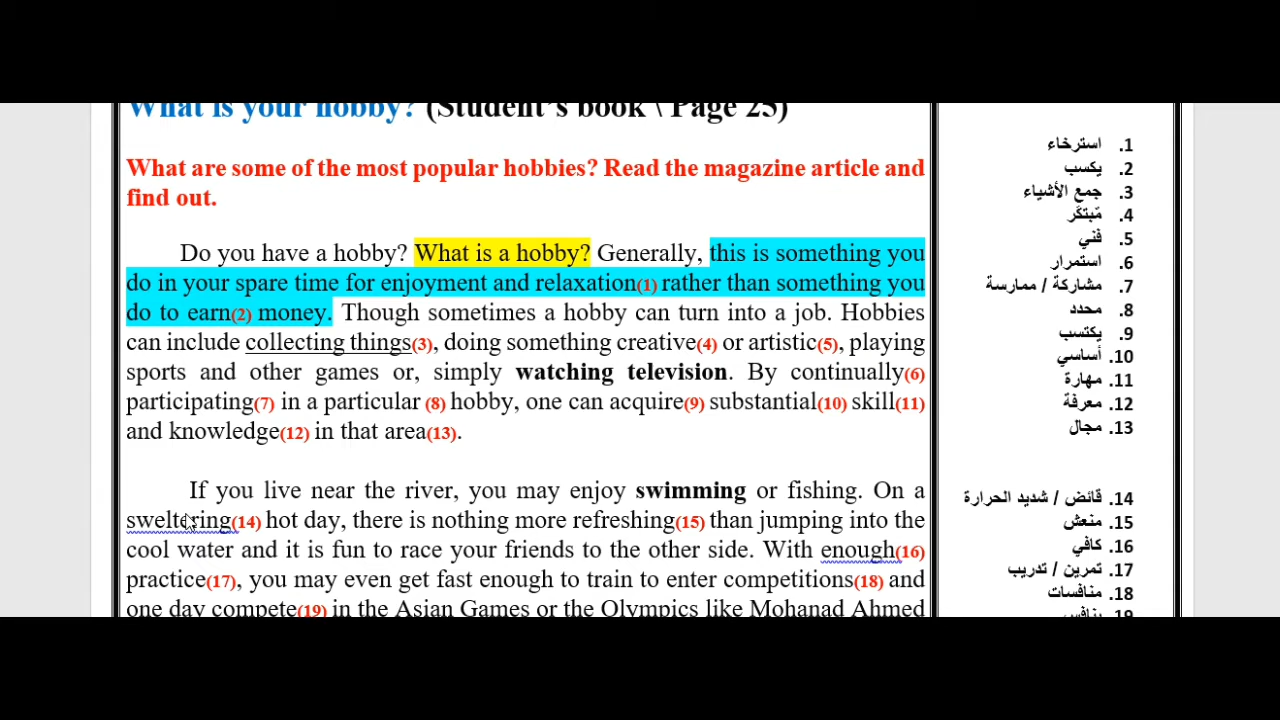 What is your hobby? (Student's book \ Page 25)
What are some of the most popular hobbies? Read the magazine article and
find out.
Do you have a hobby? What is a hobby? Generally, this is something you
do in your spare time for enjoyment and relaxation(1) rather than something you
do to earn(2) money. Though sometimes a hobby can turn into a job. Hobbies
can include collecting things(3), doing something creative(4) or artistic(5), playing
sports and other games or, simply watching television. By continually(6)
participating(7) in a particular (8) hobby, one can acquire(9) substantial(10) skill(11)
and knowledge(12) in that area(13).
If you live near the river, you may enjoy swimming or fishing. On a
sweltering(14) hot day, there is nothing more refreshing(15) than jumping into the
cool water and it is fun to race your friends to the other side. With enough(16)
practice(17), you may even get fast enough to train to enter competitions(18) and
one day compete(19) in the Asian Games or the Olympics like Mohanad Ahmed
1. استرخاء
2. يكسب
3. جمع الأشياء
4. مُبتكَر
5. فني
6. استمرار
7. مشاركة / ممارسة
8. محدد
9. يكتسب
10. أساسي
11. مهارة
12. معرفة
13. مجال
14. قائض / شديد الحرارة
15. منعش
16. كافي
17. تمرين / تدريب
18. منافسات
19. ينافس